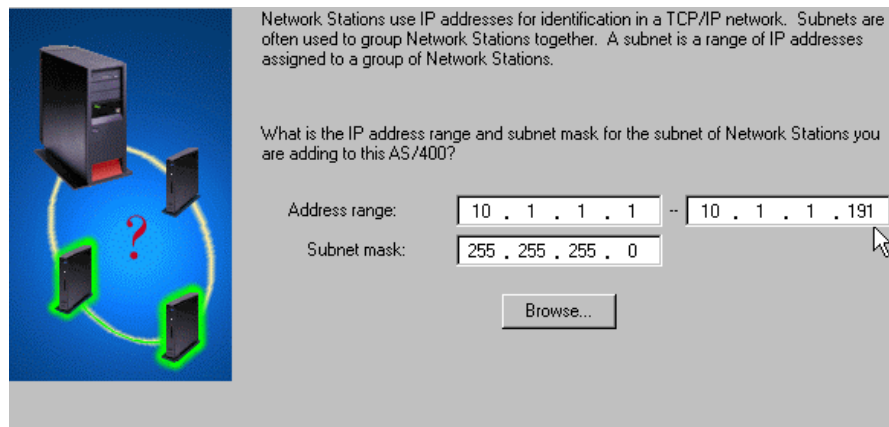 Network Stations use IP addresses for identification in a TCP/IP network.  Subnets are
often used to group Network Stations together.  A subnet is a range of IP addresses
assigned to a group of Network Stations.
What is the IP address range and subnet mask for the subnet of Network Stations you
are adding to this AS/400?
Address range: 10 . 1 . 1 . 1 -- 10 . 1 . 1 . 191
Subnet mask: 255 . 255 . 255 . 0
Browse...
?